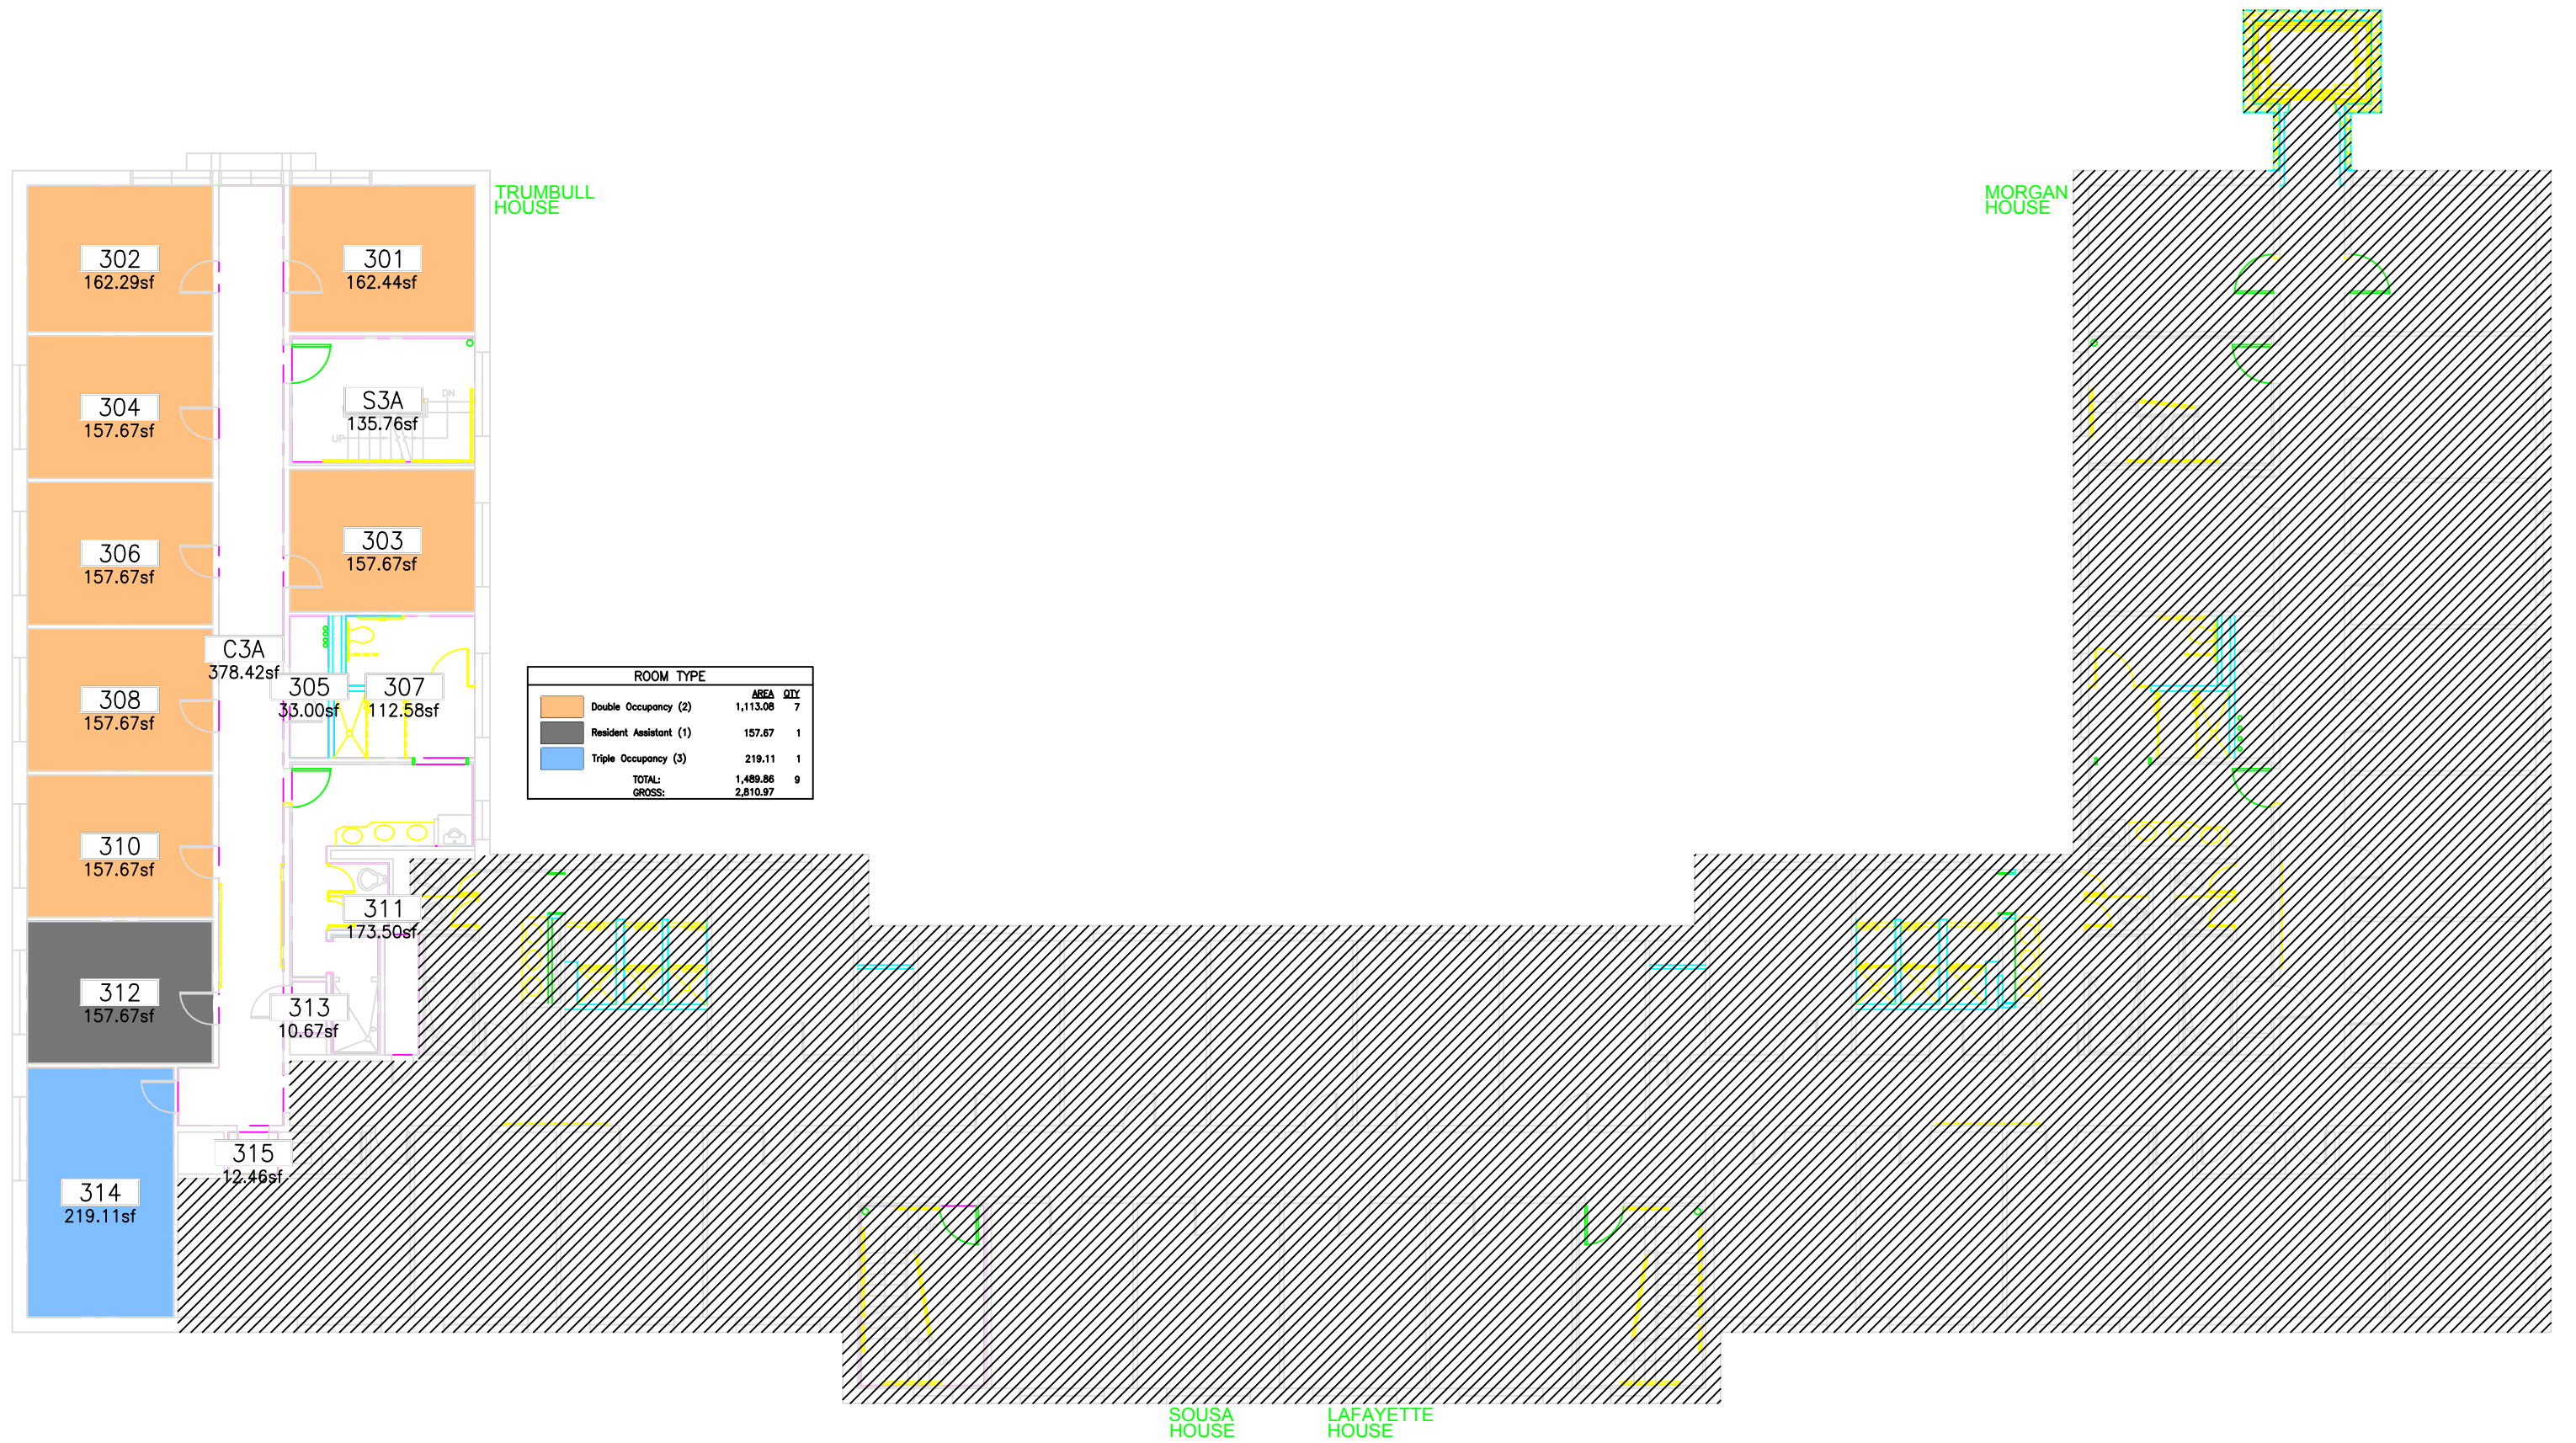 TRUMBULL
HOUSE
MORGAN
HOUSE
302
162.29sf
301
162.44sf
304
157.67sf
S3A
135.76sf
DN
UP
306
157.67sf
303
157.67sf
C3A
378.42sf
308
157.67sf
305
33.00sf
307
112.58sf
ROOM TYPE
AREA QTY
Double Occupancy (2) 1,113.08 7
Resident Assistant (1) 157.67 1
Triple Occupancy (3) 219.11 1
TOTAL: 1,489.86 9
GROSS: 2,810.97
310
157.67sf
311
173.50sf
312
157.67sf
313
10.67sf
315
12.46sf
314
219.11sf
SOUSA
HOUSE
LAFAYETTE
HOUSE